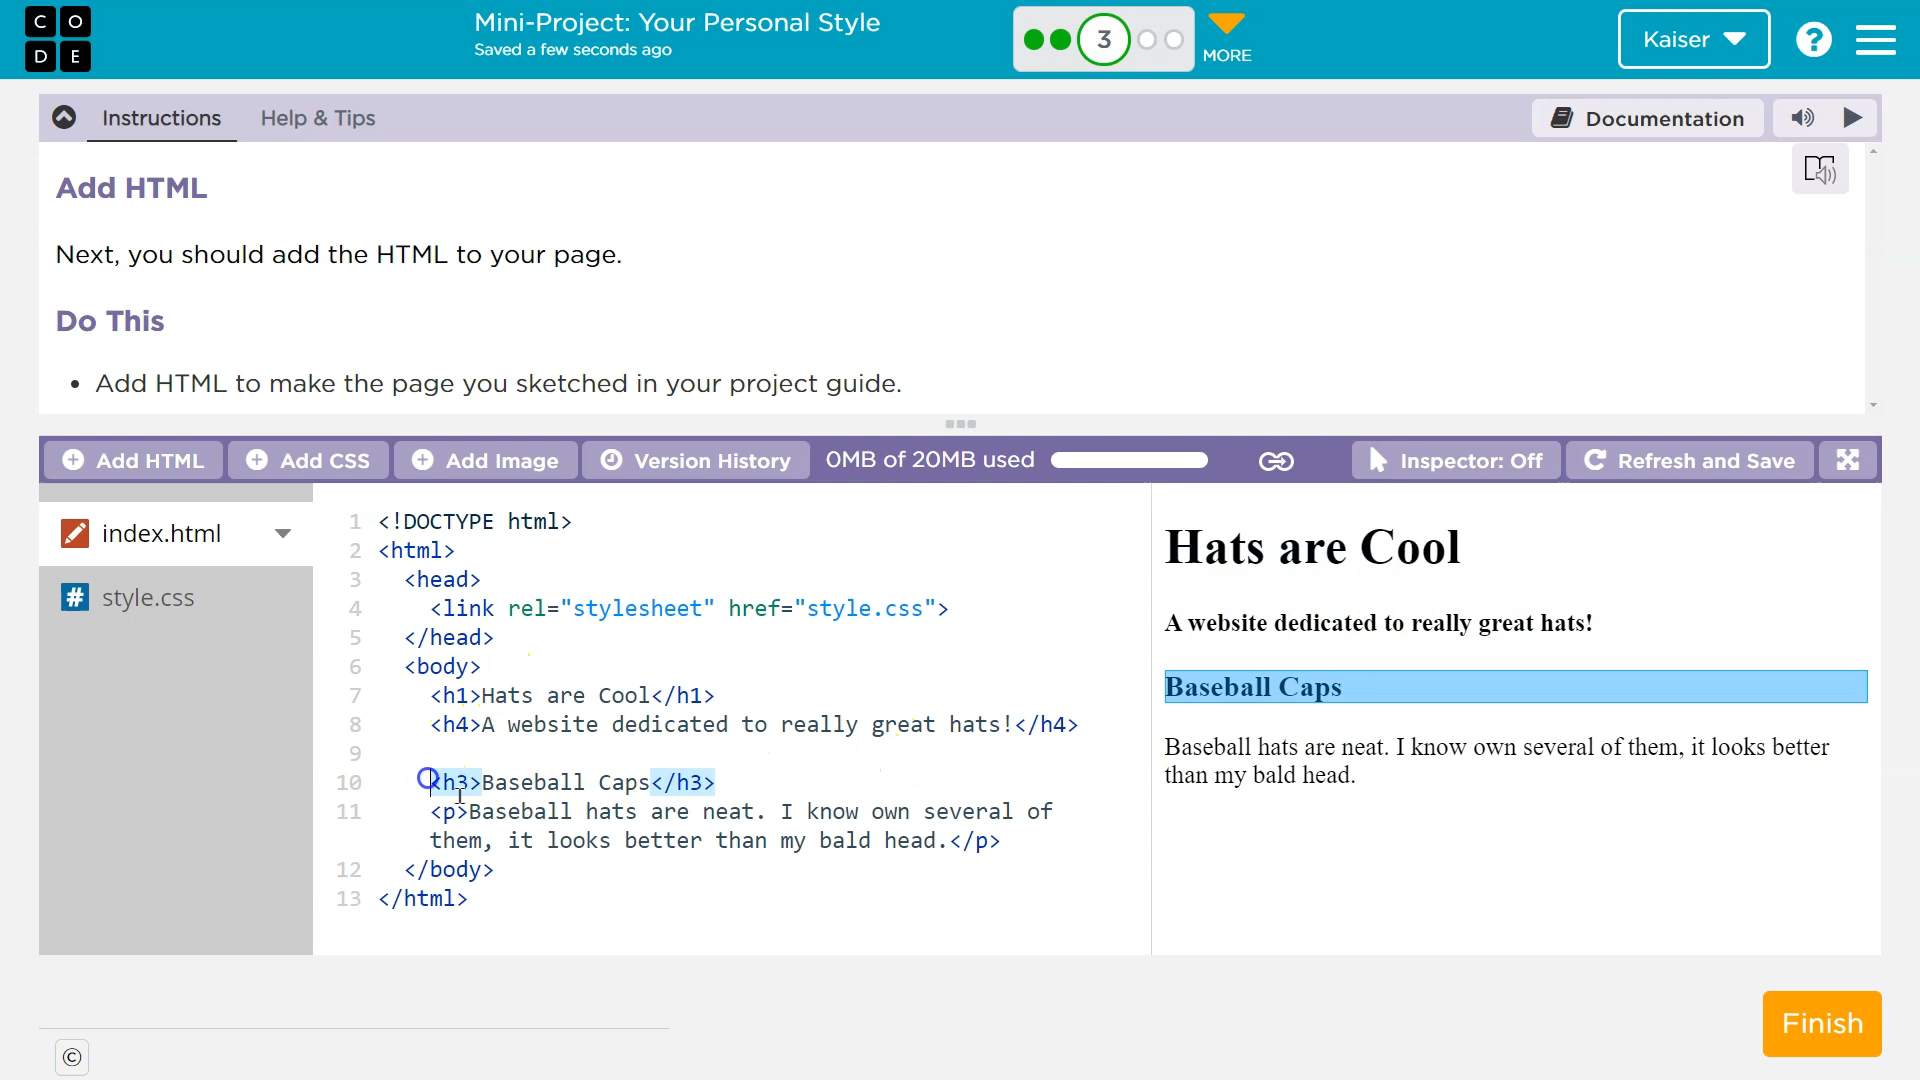 C O
D E
Mini-Project: Your Personal Style
Saved a few seconds ago
3
MORE
Kaiser
?
Instructions
Help & Tips
Documentation
Add HTML
Next, you should add the HTML to your page.
Do This
• Add HTML to make the page you sketched in your project guide.
Add HTML
Add CSS
Add Image
Version History
0MB of 20MB used
Inspector: Off
Refresh and Save
index.html
# style.css
1 <!DOCTYPE html>
2 <html>
3 <head>
4 <link rel="stylesheet" href="style.css">
5 </head>
6 <body>
7 <h1>Hats are Cool</h1>
8 <h4>A website dedicated to really great hats!</h4>
9
10 <h3>Baseball Caps</h3>
11 <p>Baseball hats are neat. I know own several of
them, it looks better than my bald head.</p>
12 </body>
13 </html>
Hats are Cool
A website dedicated to really great hats!
Baseball Caps
Baseball hats are neat. I know own several of them, it looks better
than my bald head.
Finish
©